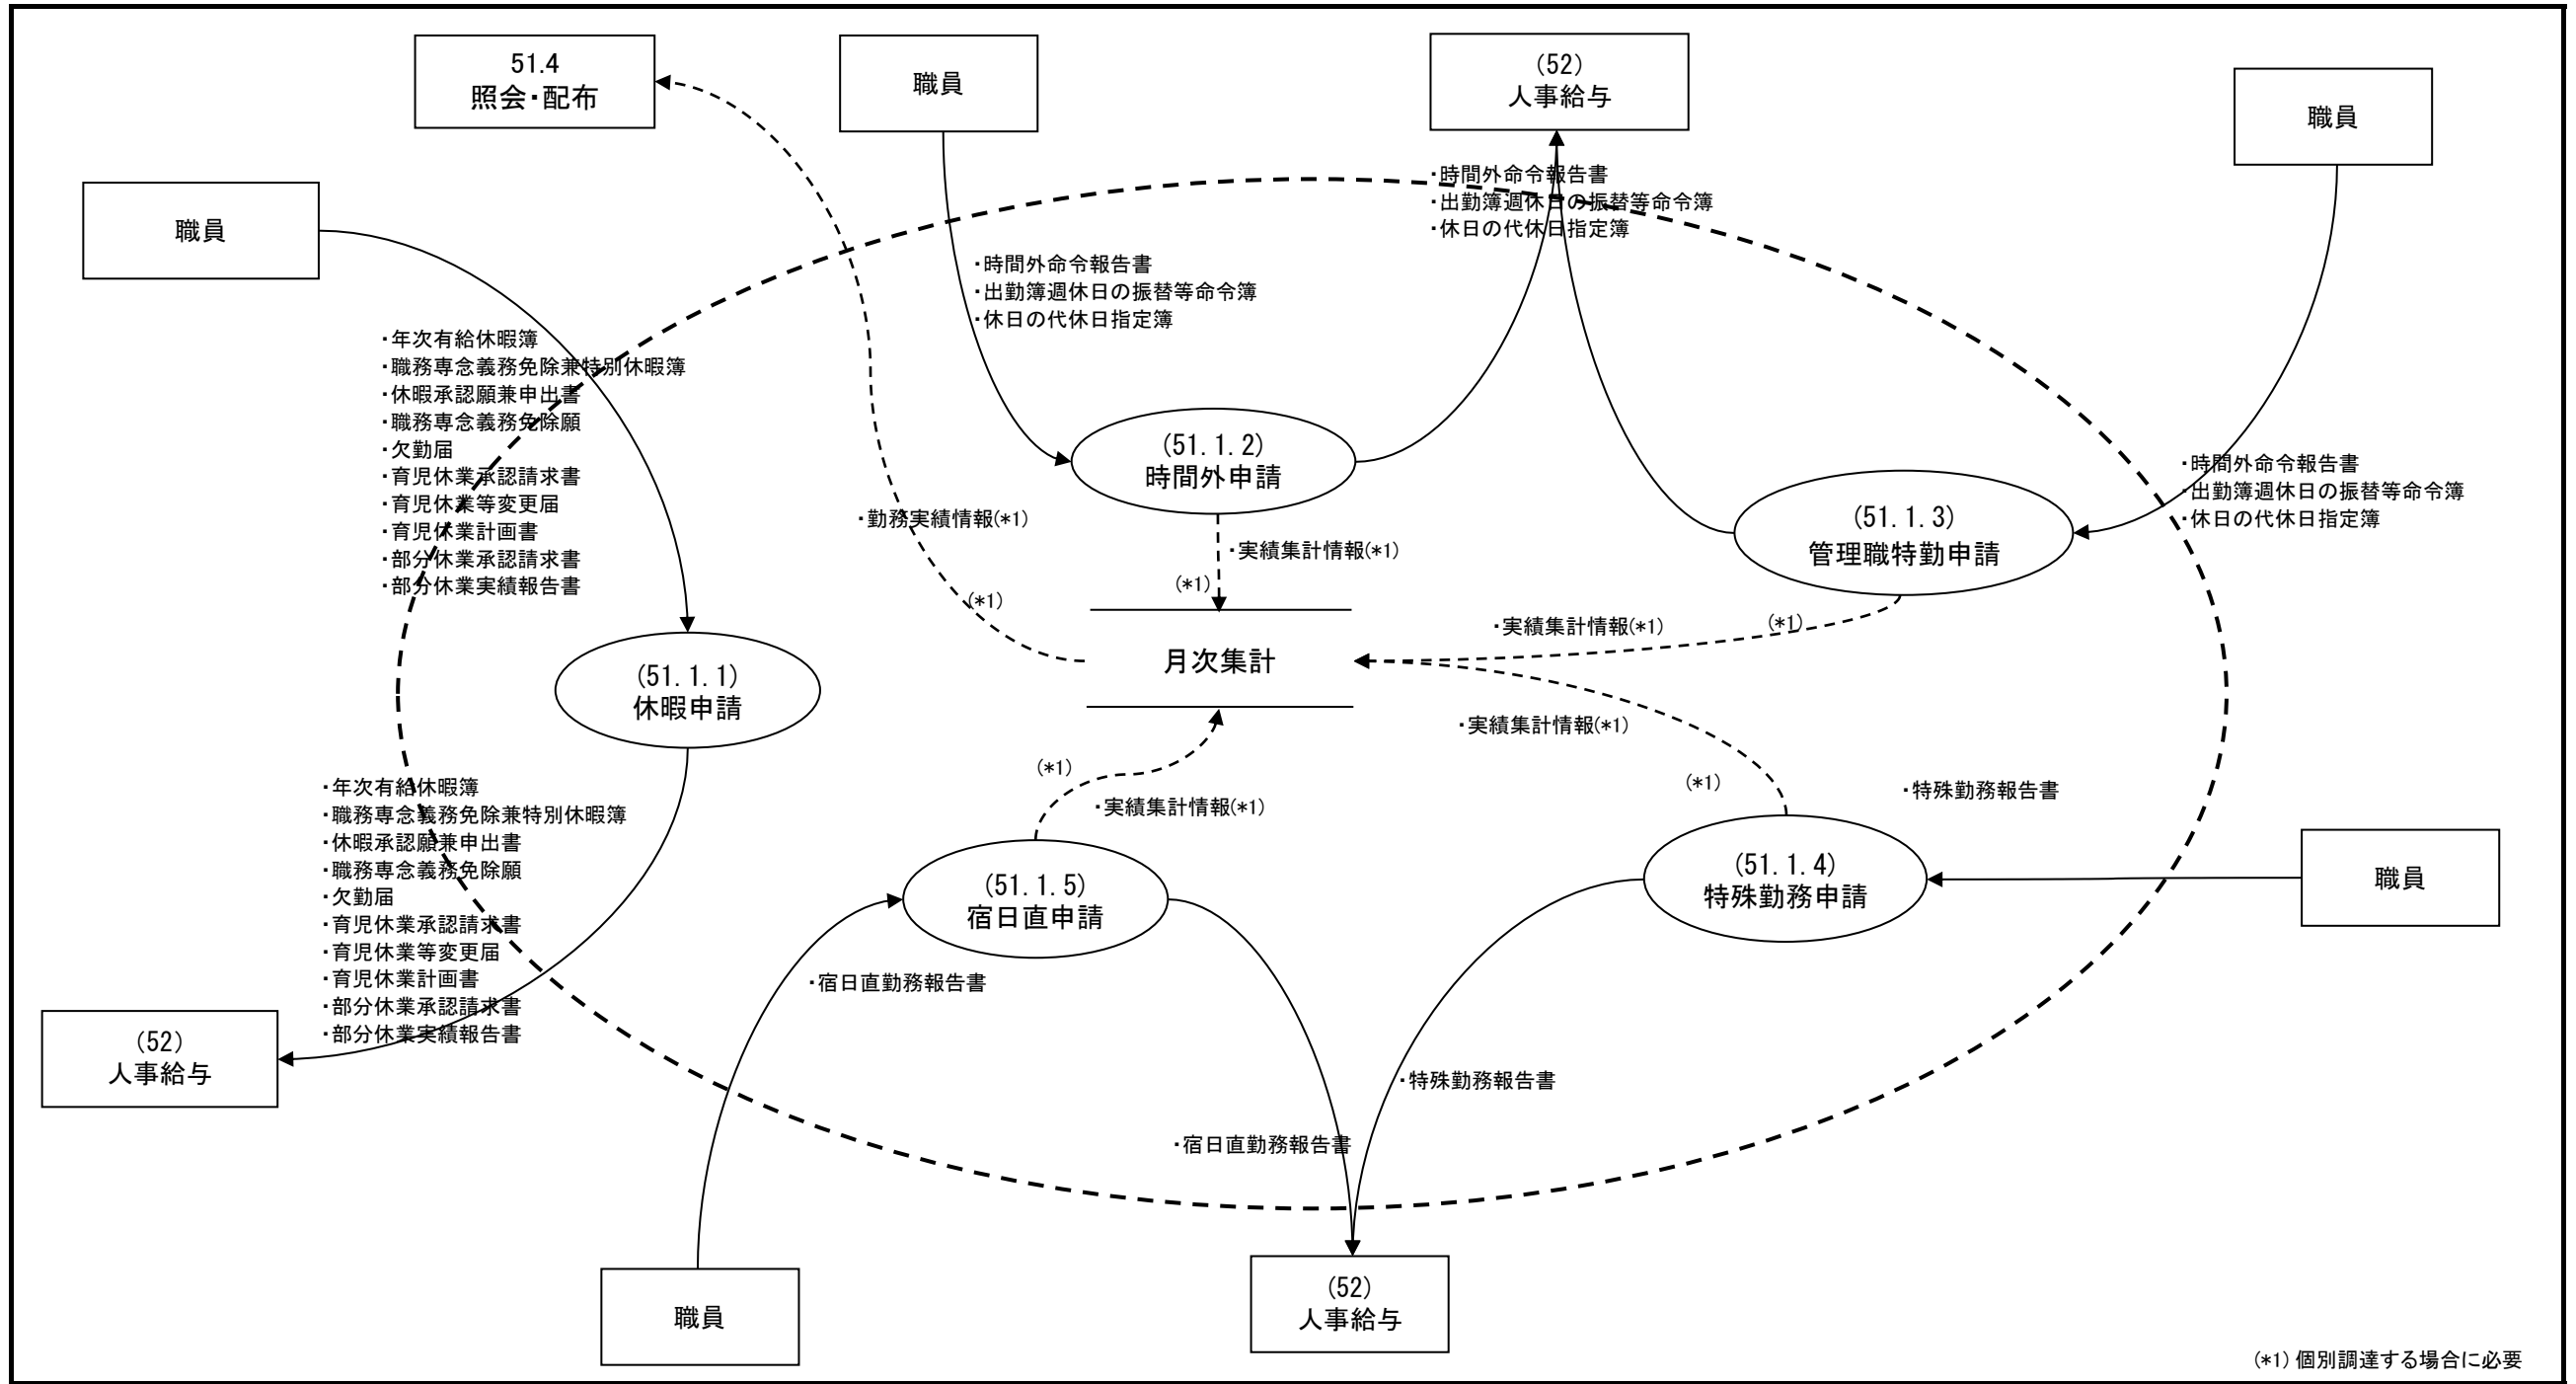 51.4
照会・配布
職員
(52)
人事給与
職員
職員
・時間外命令報告書
・出勤簿週休日の振替等命令簿
・休日の代休日指定簿
・時間外命令報告書
・出勤簿週休日の振替等命令簿
・休日の代休日指定簿
・年次有給休暇簿
・職務専念義務免除兼特別休暇簿
・休暇承認願兼申出書
・職務専念義務免除願
・欠勤届
・育児休業承認請求書
・育児休業等変更届
・育児休業計画書
・部分休業承認請求書
・部分休業実績報告書
(51.1.2)
時間外申請
・時間外命令報告書
・出勤簿週休日の振替等命令簿
・休日の代休日指定簿
(51.1.3)
管理職特勤申請
・勤務実績情報(*1)
・実績集計情報(*1)
(*1)
(*1)
・実績集計情報(*1)
(*1)
月次集計
(51.1.1)
休暇申請
・実績集計情報(*1)
(*1)
(*1)
・実績集計情報(*1)
・特殊勤務報告書
・年次有給休暇簿
・職務専念義務免除兼特別休暇簿
・休暇承認願兼申出書
・職務専念義務免除願
・欠勤届
・育児休業承認請求書
・育児休業等変更届
・育児休業計画書
・部分休業承認請求書
・部分休業実績報告書
(51.1.5)
宿日直申請
(51.1.4)
特殊勤務申請
職員
・宿日直勤務報告書
(52)
人事給与
・特殊勤務報告書
・宿日直勤務報告書
職員
(52)
人事給与
(*1) 個別調達する場合に必要